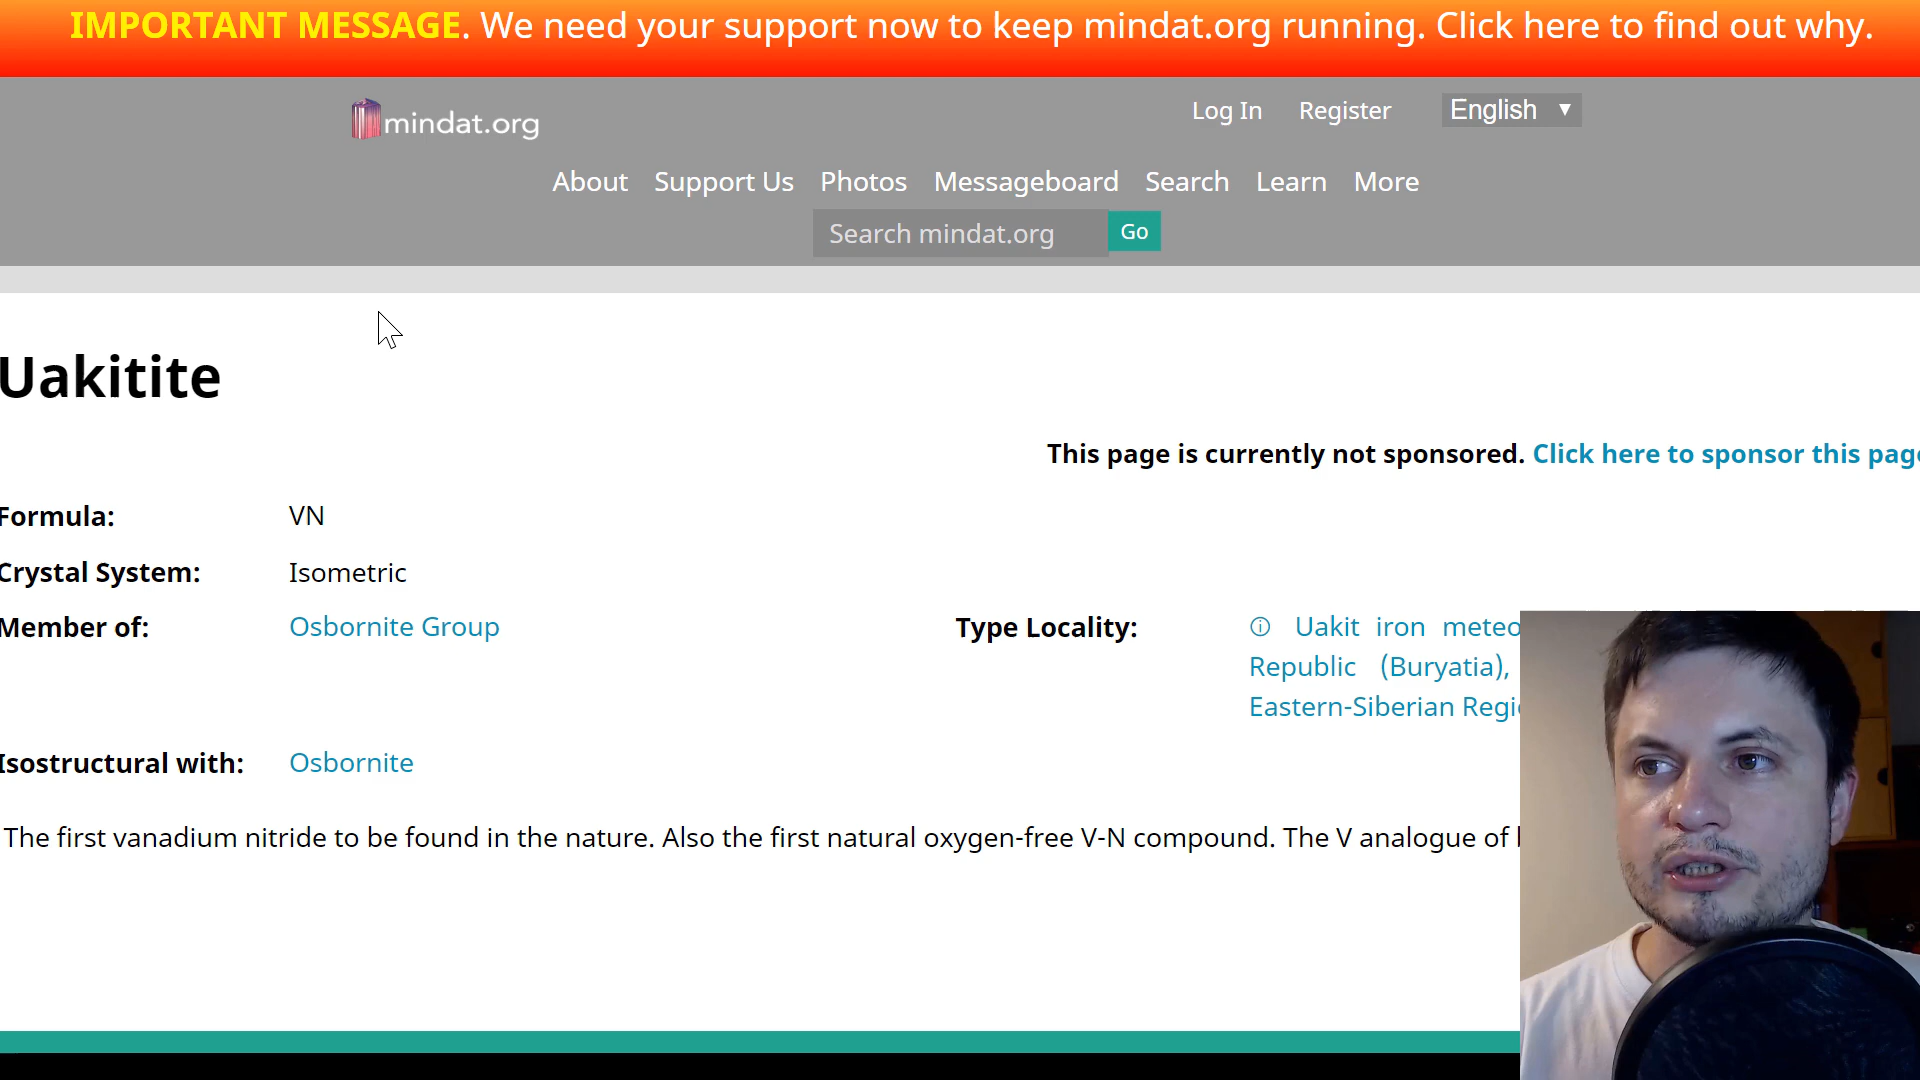 IMPORTANT MESSAGE. We need your support now to keep mindat.org running. Click here to find out why.
mindat.org
Log In Register English
About Support Us Photos Messageboard Search Learn More
Search mindat.org Go
Uakitite
This page is currently not sponsored. Click here to sponsor this page
Formula: VN
Crystal System: Isometric
Member of: Osbornite Group
Type Locality: Uakit iron
Republic (Buryatia),
Eastern-Siberian
Isostructural with: Osbornite
The first vanadium nitride to be found in the nature. Also the first natural oxygen-free V-N compound. The V analogue of